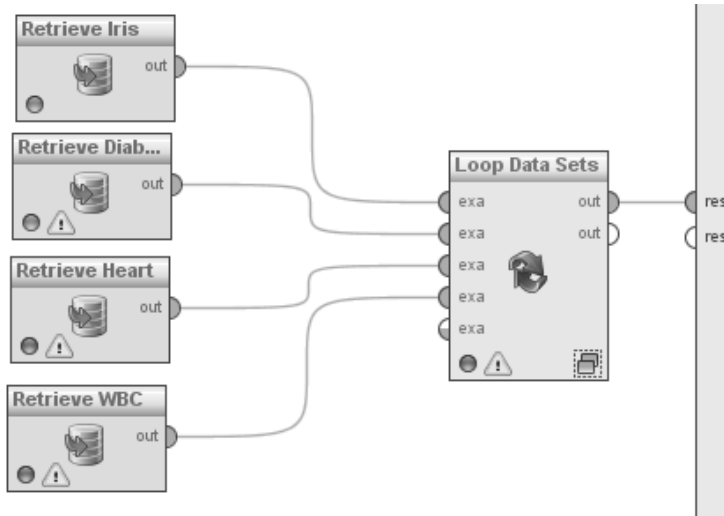 Retrieve Iris
out
Retrieve Diab...
out
Retrieve Heart
out
Retrieve WBC
out
Loop Data Sets
exa out
exa out
exa
exa
exa
res
res